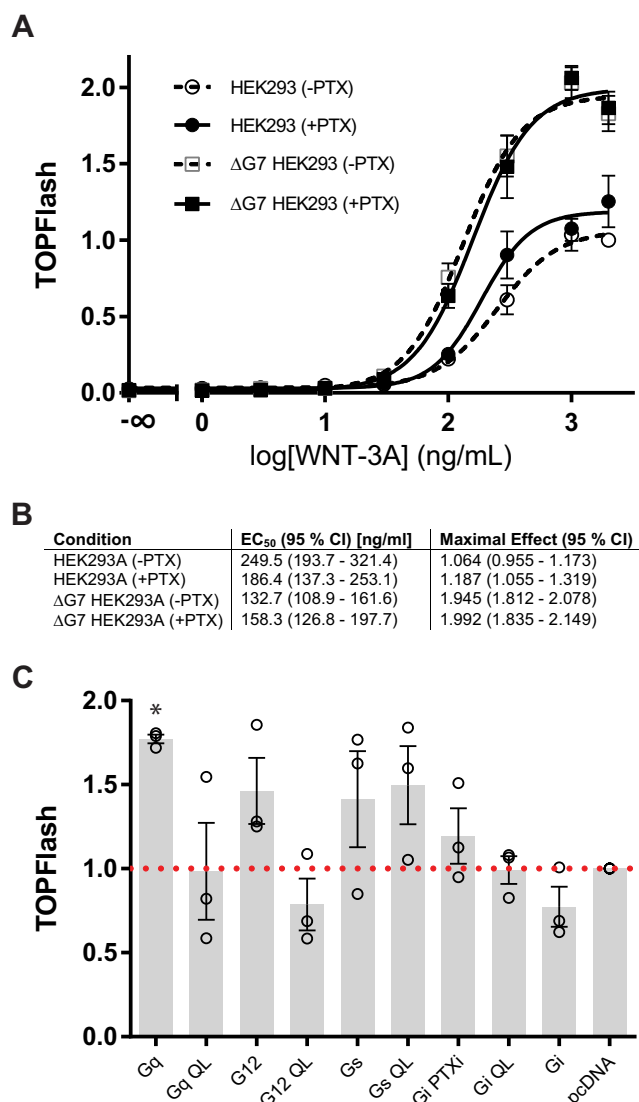 A
TOPFlash
2.0
1.5
1.0
0.5
0.0
HEK293 (-PTX)
HEK293 (+PTX)
ΔG7 HEK293 (-PTX)
ΔG7 HEK293 (+PTX)
-∞ 0 1 2 3
log[WNT-3A] (ng/mL)
B
Condition EC50 (95 % CI) [ng/ml] Maximal Effect (95 % CI)
HEK293A (-PTX) 249.5 (193.7 - 321.4) 1.064 (0.955 - 1.173)
HEK293A (+PTX) 186.4 (137.3 - 253.1) 1.187 (1.055 - 1.319)
ΔG7 HEK293A (-PTX) 132.7 (108.9 - 161.6) 1.945 (1.812 - 2.078)
ΔG7 HEK293A (+PTX) 158.3 (126.8 - 197.7) 1.992 (1.835 - 2.149)
C
TOPFlash
2.0
1.5
1.0
0.5
0.0
*
Gq
Gq QL
G12
G12 QL
Gs
Gs QL
Gi PTXi
Gi QL
Gi
pcDNA